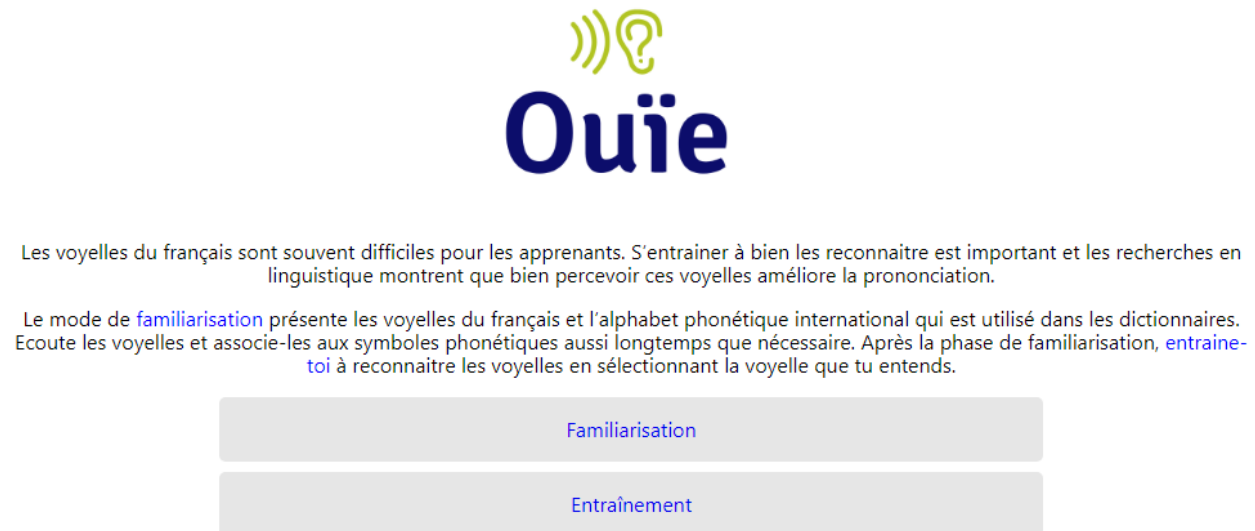 Ouïe
Les voyelles du français sont souvent difficiles pour les apprenants. S’entrainer à bien les reconnaitre est important et les recherches en
linguistique montrent que bien percevoir ces voyelles améliore la prononciation.
Le mode de familiarisation présente les voyelles du français et l’alphabet phonétique international qui est utilisé dans les dictionnaires.
Ecoute les voyelles et associe-les aux symboles phonétiques aussi longtemps que nécessaire. Après la phase de familiarisation, entraine-
toi à reconnaitre les voyelles en sélectionnant la voyelle que tu entends.
Familiarisation
Entraînement